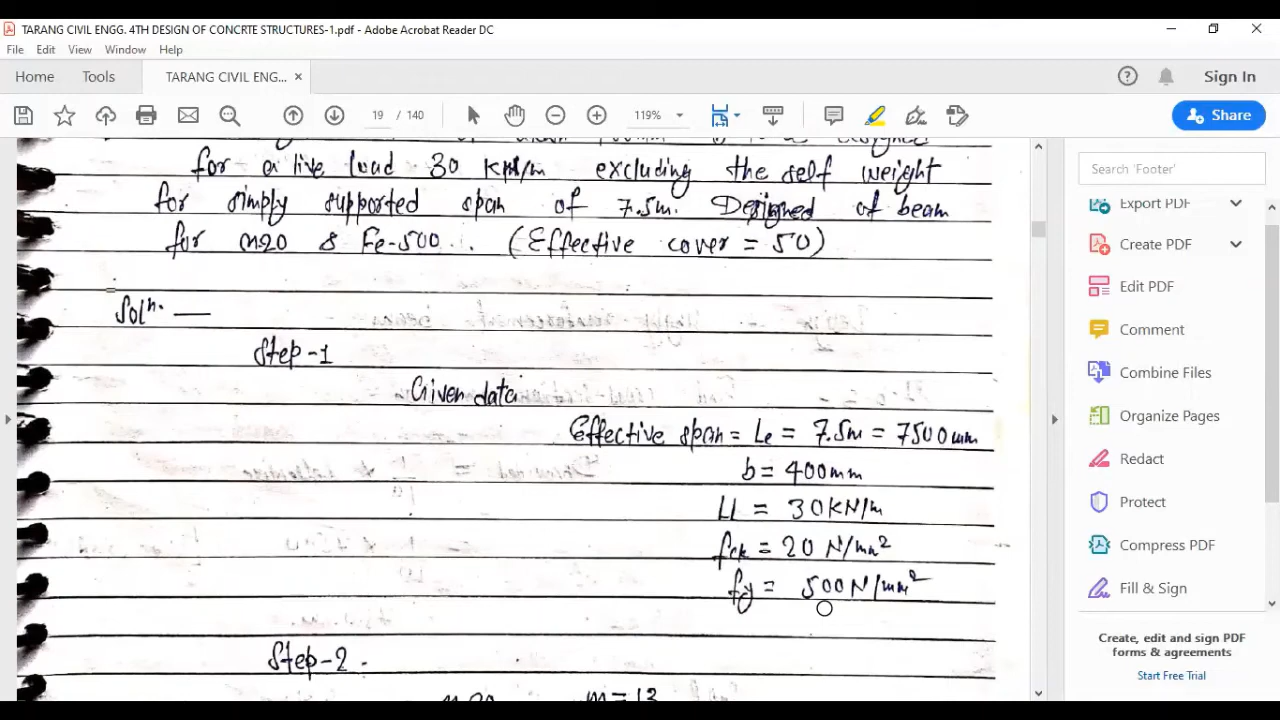 TARANG CIVIL ENGG. 4TH DESIGN OF CONCRTE STRUCTURES-1.pdf - Adobe Acrobat Reader DC
File Edit View Window Help
Home Tools TARANG CIVIL ENG... ×
Sign In
19 / 140 119% Share
for a live load 30 KN/m excluding the self weight
for simply supported span of 7.5m. Designed of beam
for M20 & Fe-500. (Effective cover = 50)
Solⁿ. —
Step-1
Given data
Effective span = Le = 7.5m = 7500mm
b = 400mm
LL = 30KN/m
fck = 20 N/mm²
fy = 500N/mm²
Step-2.
m = 13
Search 'Footer'
Export PDF
Create PDF
Edit PDF
Comment
Combine Files
Organize Pages
Redact
Protect
Compress PDF
Fill & Sign
Create, edit and sign PDF
forms & agreements
Start Free Trial